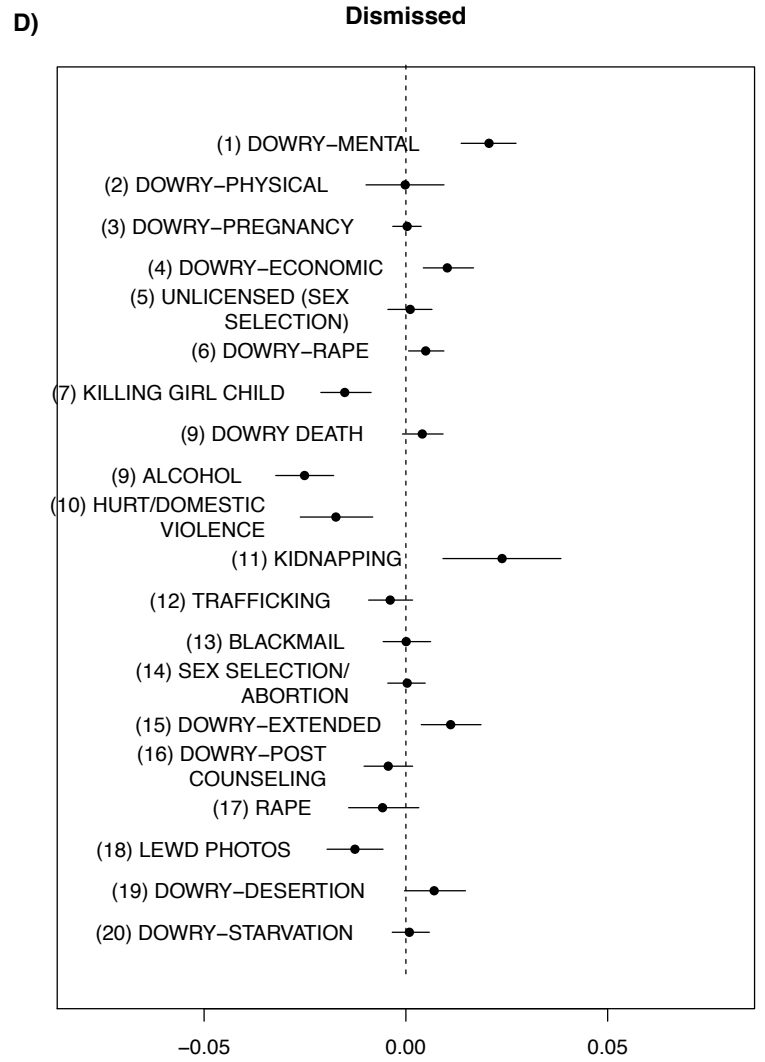 D)
Dismissed
(1) DOWRY−MENTAL
(2) DOWRY−PHYSICAL
(3) DOWRY−PREGNANCY
(4) DOWRY−ECONOMIC
(5) UNLICENSED (SEX
SELECTION)
(6) DOWRY−RAPE
(7) KILLING GIRL CHILD
(9) DOWRY DEATH
(9) ALCOHOL
(10) HURT/DOMESTIC
VIOLENCE
(11) KIDNAPPING
(12) TRAFFICKING
(13) BLACKMAIL
(14) SEX SELECTION/
ABORTION
(15) DOWRY−EXTENDED
(16) DOWRY−POST
COUNSELING
(17) RAPE
(18) LEWD PHOTOS
(19) DOWRY−DESERTION
(20) DOWRY−STARVATION
−0.05 0.00 0.05